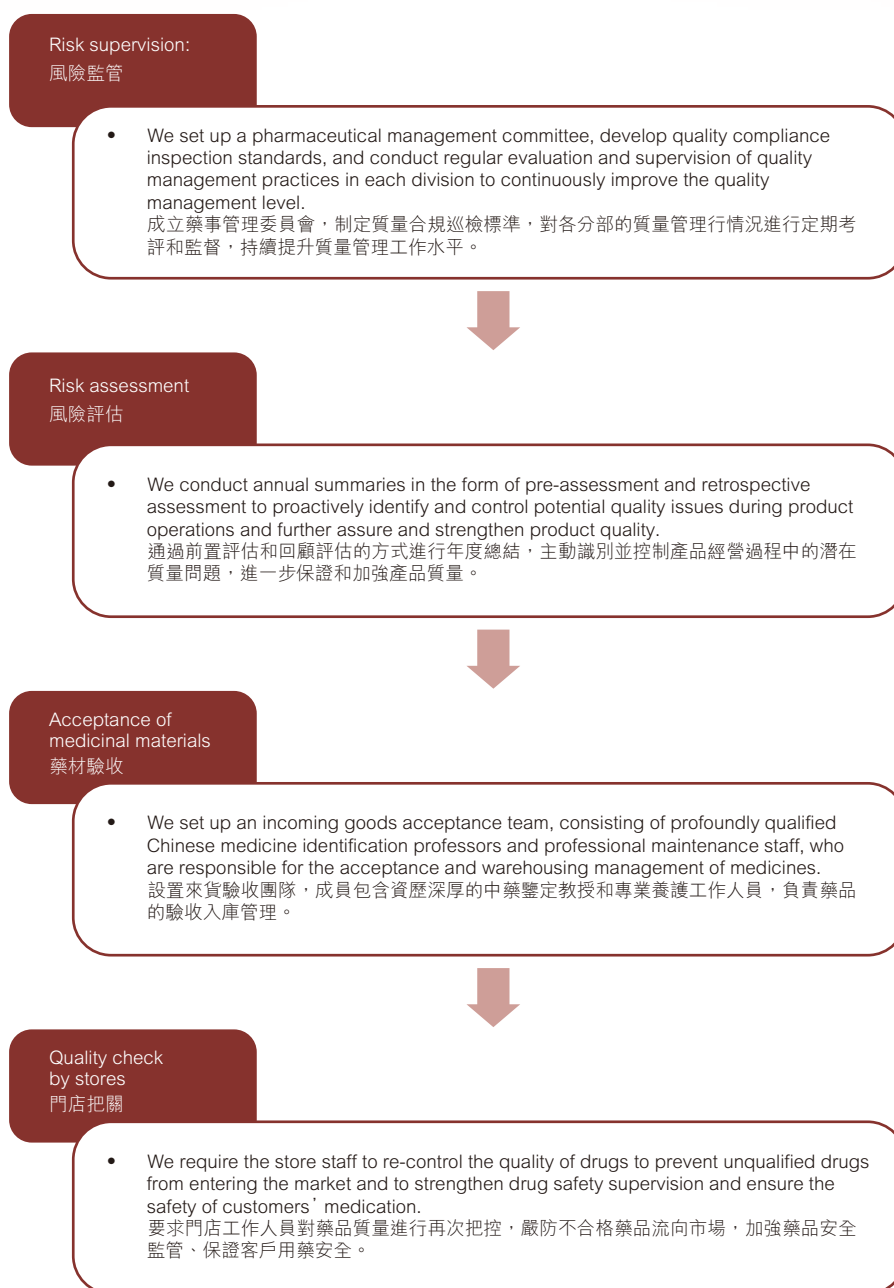 Risk supervision:
風險監管
• We set up a pharmaceutical management committee, develop quality compliance
inspection standards, and conduct regular evaluation and supervision of quality
management practices in each division to continuously improve the quality
management level.
成立藥事管理委員會，制定質量合規巡檢標準，對各分部的質量管理行情況進行定期考
評和監督，持續提升質量管理工作水平。
Risk assessment
風險評估
• We conduct annual summaries in the form of pre-assessment and retrospective
assessment to proactively identify and control potential quality issues during product
operations and further assure and strengthen product quality.
通過前置評估和回顧評估的方式進行年度總結，主動識別並控制產品經營過程中的潛在
質量問題，進一步保證和加強產品質量。
Acceptance of
medicinal materials
藥材驗收
• We set up an incoming goods acceptance team, consisting of profoundly qualified
Chinese medicine identification professors and professional maintenance staff, who
are responsible for the acceptance and warehousing management of medicines.
設置來貨驗收團隊，成員包含資歷深厚的中藥鑒定教授和專業養護工作人員，負責藥品
的驗收入庫管理。
Quality check
by stores
門店把關
• We require the store staff to re-control the quality of drugs to prevent unqualified drugs
from entering the market and to strengthen drug safety supervision and ensure the
safety of customers’ medication.
要求門店工作人員對藥品質量進行再次把控，嚴防不合格藥品流向市場，加強藥品安全
監管、保證客戶用藥安全。